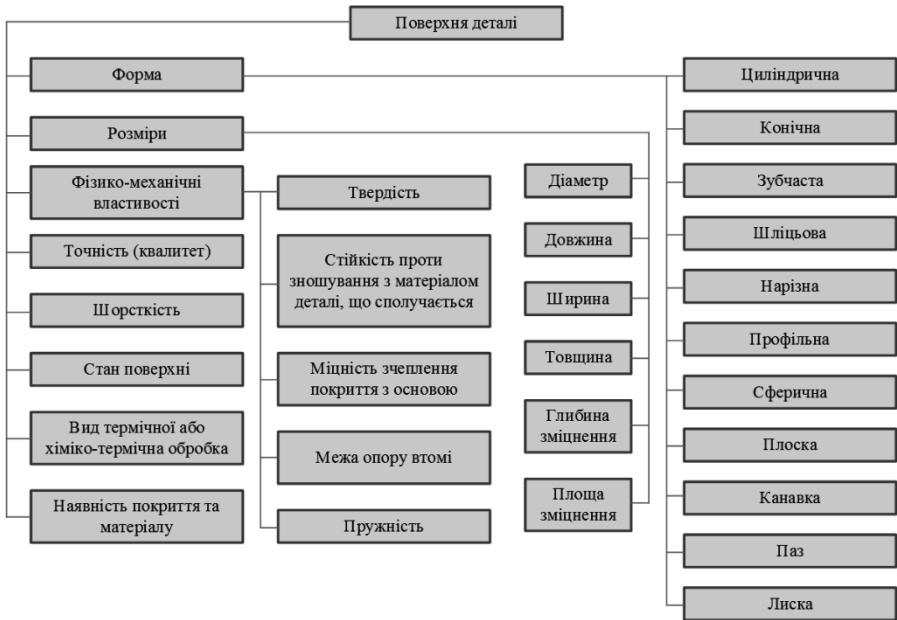 Поверхня деталі
Форма
Розміри
Фізико-механічні
властивості
Точність (квалитет)
Шорсткість
Стан поверхні
Вид термічної або
хіміко-термічна обробка
Наявність покриття та
матеріалу
Твердість
Стійкість проти
зношування з матеріалом
деталі, що сполучається
Міцність зчеплення
покриття з основою
Межа опору втомі
Пружність
Діаметр
Довжина
Ширина
Товщина
Глибина
зміцнення
Площа
зміцнення
Циліндрична
Конічна
Зубчаста
Шліцьова
Нарізна
Профільна
Сферична
Плоска
Канавка
Паз
Лиска